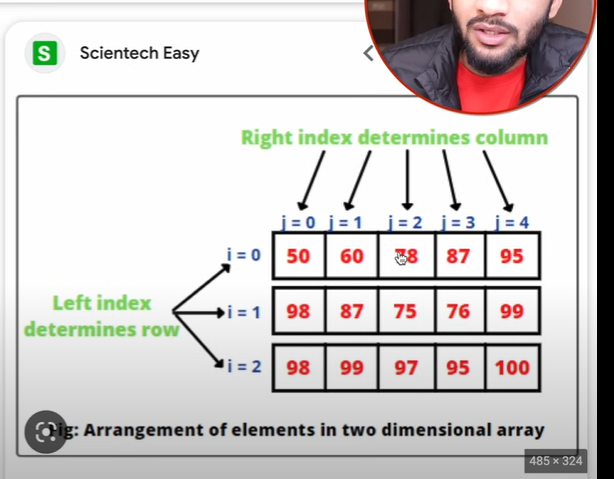 Scientech Easy
Right index determines column
j = 0 j = 1 j = 2 j = 3 j = 4
i = 0 50 60 78 87 95
Left index
determines row
i = 1 98 87 75 76 99
i = 2 98 99 97 95 100
Fig: Arrangement of elements in two dimensional array
485 × 324